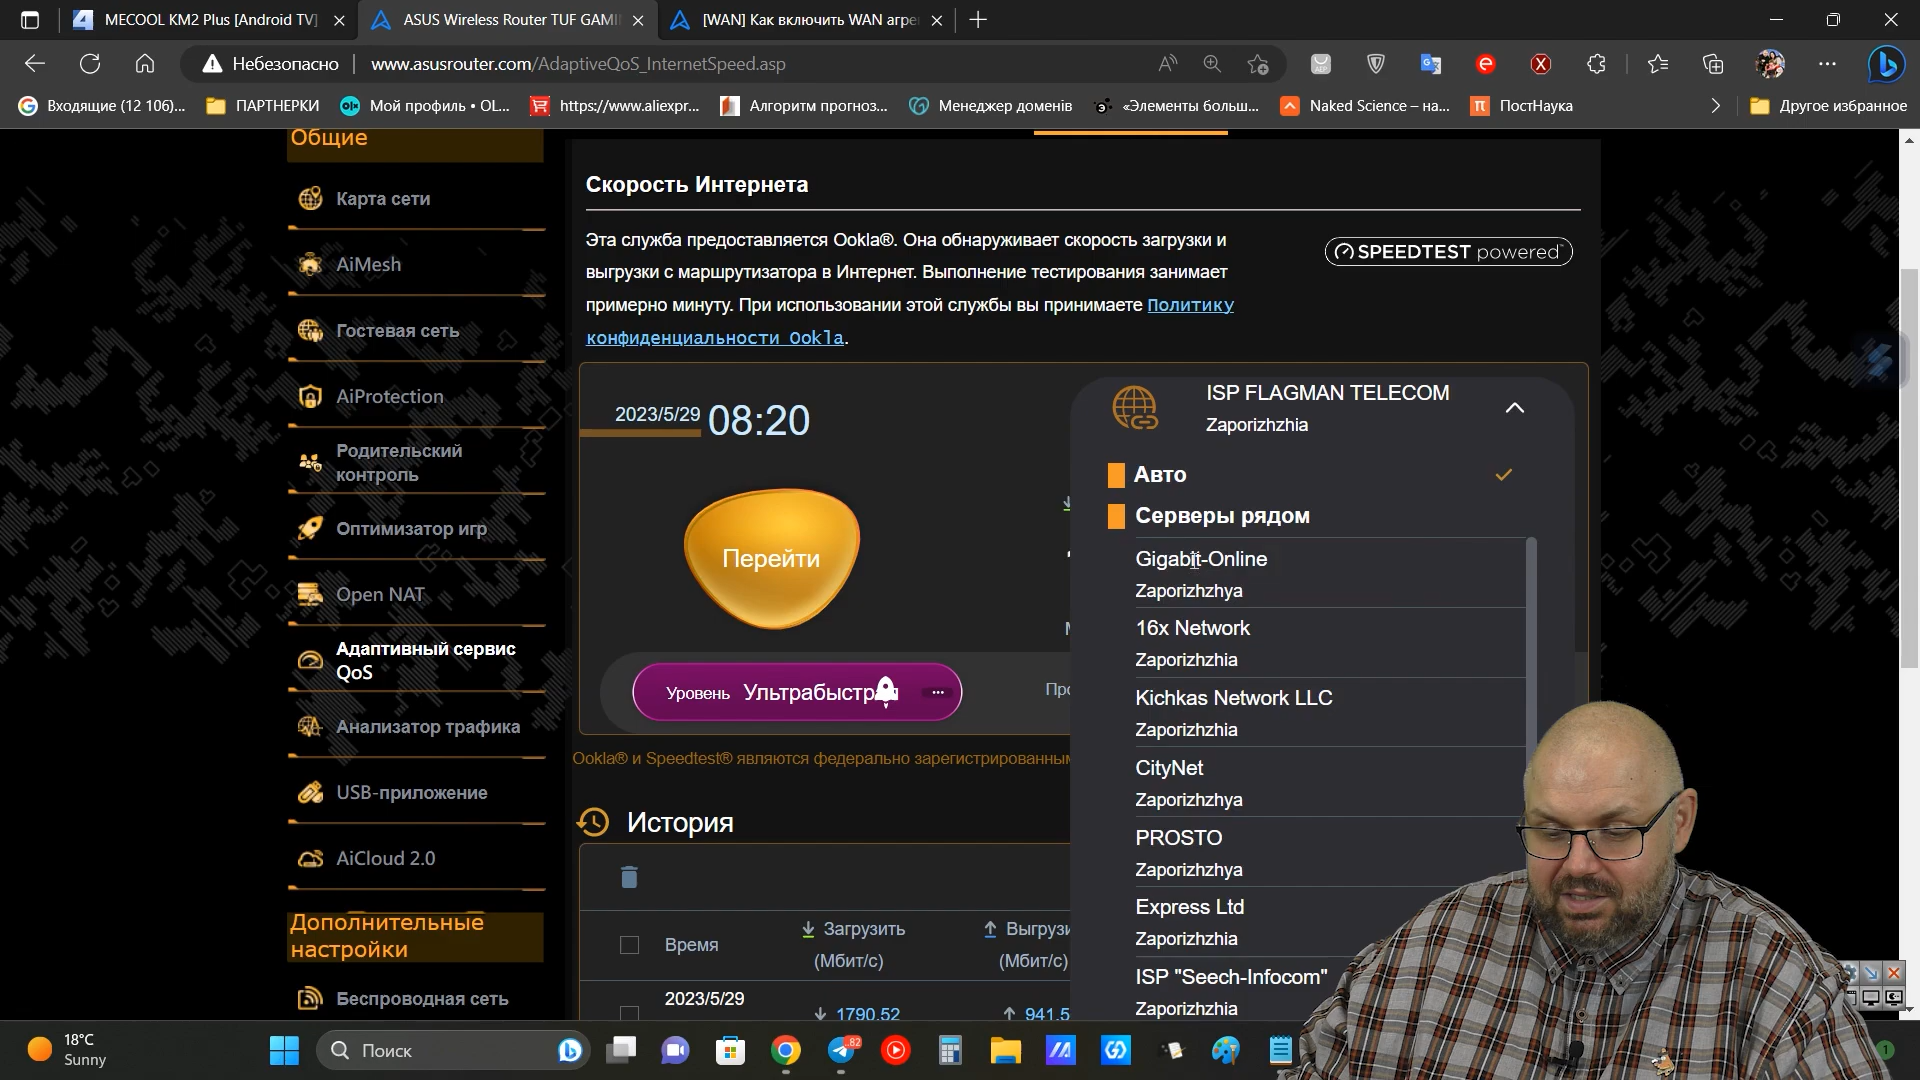 MECOOL KM2 Plus [Android TV]
ASUS Wireless Router TUF GAMI
[WAN] Как включить WAN агре
Небезопасно
www.asusrouter.com/AdaptiveQoS_InternetSpeed.asp
Входящие (12 106)...
ПАРТНЕРКИ
Мой профиль • OL...
https://www.aliexpr...
Алгоритм прогноз...
Менеджер доменів
«Элементы больш...
Naked Science – на...
ПостНаука
Другое избранное
Общие
Карта сети
AiMesh
Гостевая сеть
AiProtection
Родительский
контроль
Оптимизатор игр
Open NAT
Адаптивный сервис
QoS
Анализатор трафика
USB-приложение
AiCloud 2.0
Дополнительные
настройки
Беспроводная сеть
Скорость Интернета
Эта служба предоставляется Ookla®. Она обнаруживает скорость загрузки и
выгрузки с маршрутизатора в Интернет. Выполнение тестирования занимает
примерно минуту. При использовании этой службы вы принимаете Политику
конфиденциальности Ookla.
SPEEDTEST powered™
2023/5/29 08:20
Перейти
Уровень Ультрабыстрая ...
Про
Ookla® и Speedtest® являются федерально зарегистрированным
ISP FLAGMAN TELECOM
Zaporizhzhia
Авто
Серверы рядом
Gigabit-Online
Zaporizhzhya
16x Network
Zaporizhzhia
Kichkas Network LLC
Zaporizhzhia
CityNet
Zaporizhzhya
PROSTO
Zaporizhzhya
Express Ltd
Zaporizhzhia
ISP "Seech-Infocom"
Zaporizhzhia
История
Время
Загрузить
(Мбит/с)
Выгрузи
(Мбит/с)
2023/5/29
1790.52
941.5
18°C
Sunny
Поиск
82
1